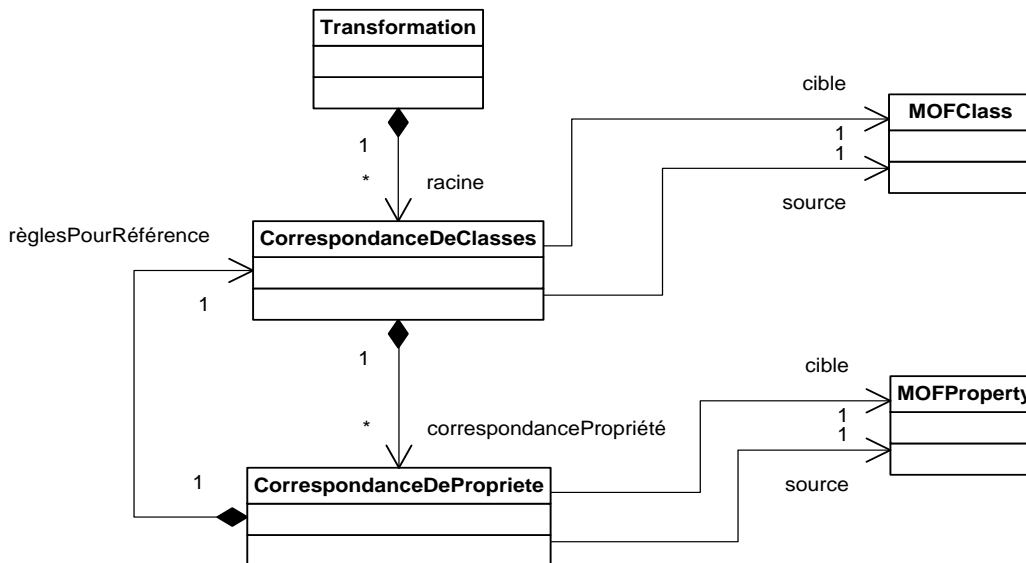 Transformation
cible
MOFClass
1
1
1
*
racine
source
règlesPourRéférence
CorrespondanceDeClasses
1
1
cible
MOFProperty
1
*
correspondancePropriété
1
1
source
CorrespondanceDePropriete